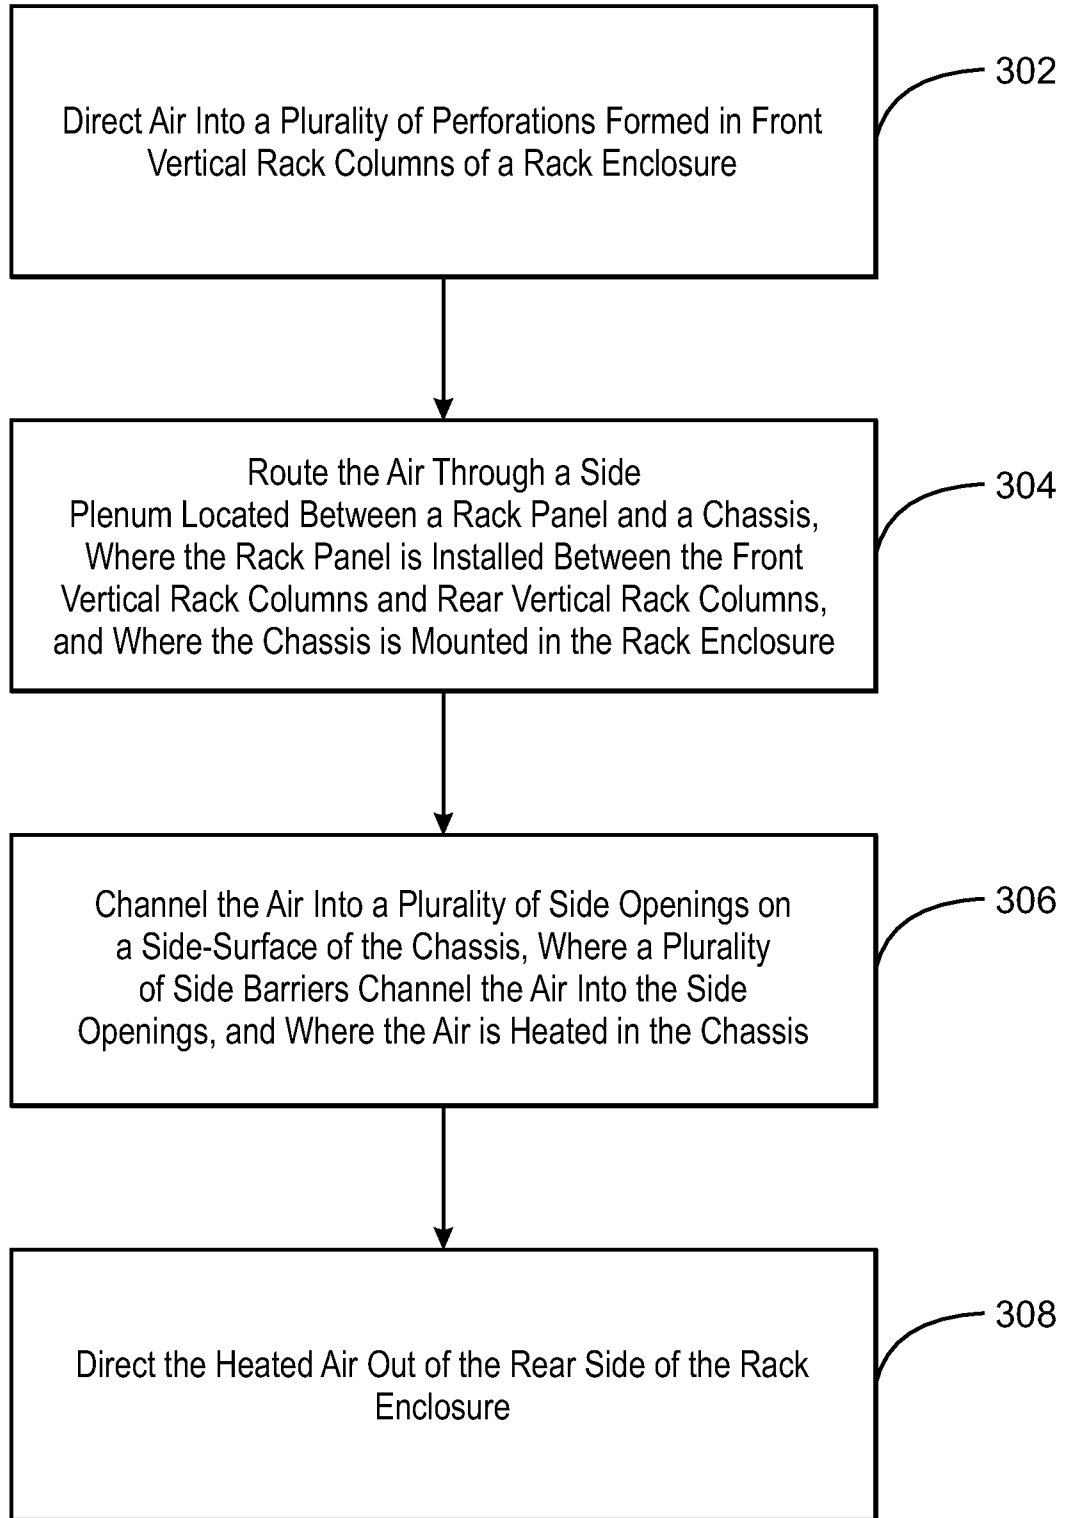 Direct Air Into a Plurality of Perforations Formed in Front
Vertical Rack Columns of a Rack Enclosure
302
Route the Air Through a Side
Plenum Located Between a Rack Panel and a Chassis,
Where the Rack Panel is Installed Between the Front
Vertical Rack Columns and Rear Vertical Rack Columns,
and Where the Chassis is Mounted in the Rack Enclosure
304
Channel the Air Into a Plurality of Side Openings on
a Side-Surface of the Chassis, Where a Plurality
of Side Barriers Channel the Air Into the Side
Openings, and Where the Air is Heated in the Chassis
306
Direct the Heated Air Out of the Rear Side of the Rack
Enclosure
308